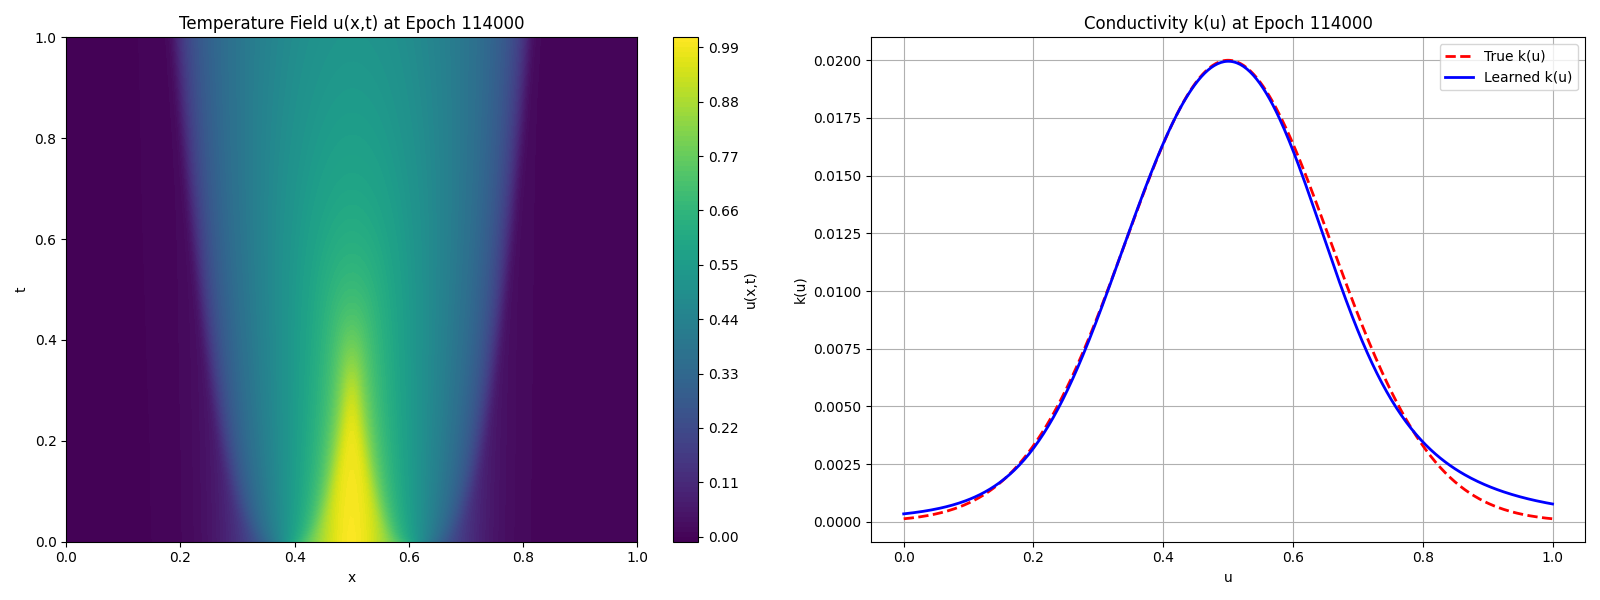 Temperature Field u(x,t) at Epoch 114000
1.0
0.8
0.6
0.4
0.2
0.0
t
0.0 0.2 0.4 0.6 0.8 1.0
x
0.99
0.88
0.77
0.66
0.55
0.44
0.33
0.22
0.11
0.00
u(x,t)
Conductivity k(u) at Epoch 114000
True k(u)
Learned k(u)
0.0200
0.0175
0.0150
0.0125
0.0100
0.0075
0.0050
0.0025
0.0000
k(u)
0.0 0.2 0.4 0.6 0.8 1.0
u